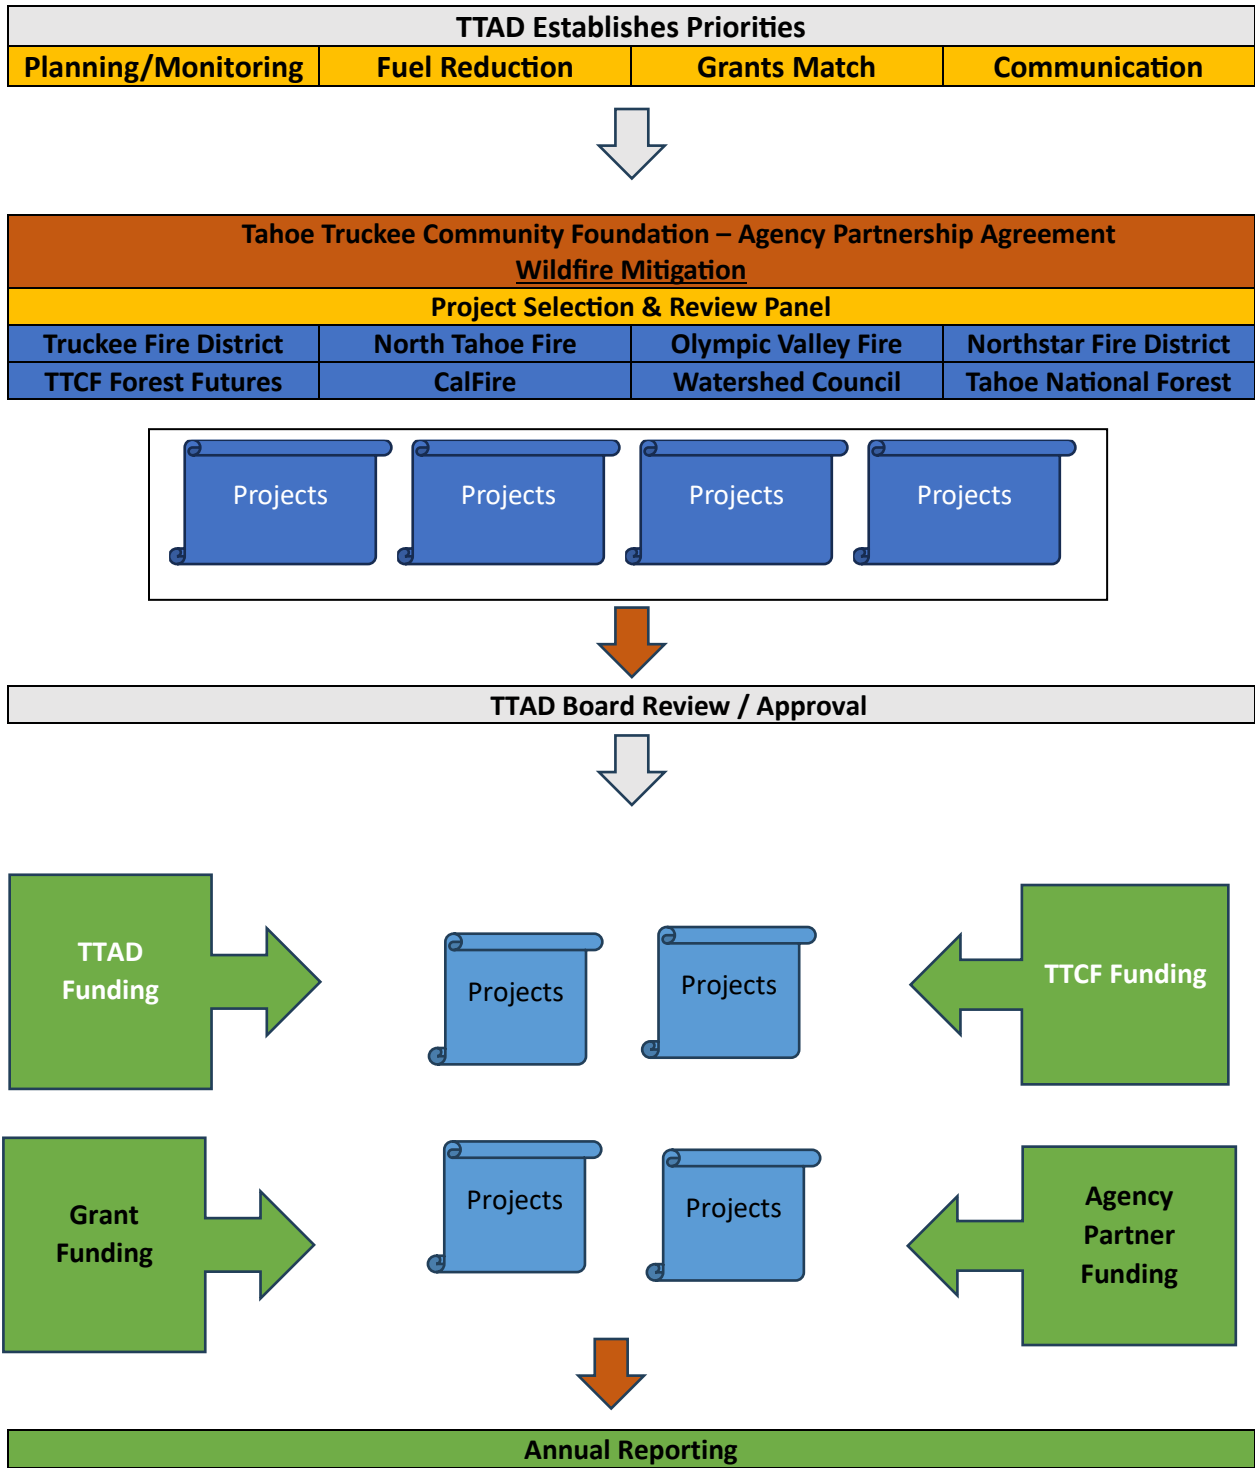 TTAD Establishes Priorities
Planning/Monitoring Fuel Reduction Grants Match Communication
Tahoe Truckee Community Foundation – Agency Partnership Agreement
Wildfire Mitigation
Project Selection & Review Panel
Truckee Fire District North Tahoe Fire Olympic Valley Fire Northstar Fire District
TTCF Forest Futures CalFire Watershed Council Tahoe National Forest
Projects Projects Projects Projects
TTAD Board Review / Approval
TTAD
Funding
Projects
Projects
TTCF Funding
Grant
Funding
Projects
Projects
Agency
Partner
Funding
Annual Reporting